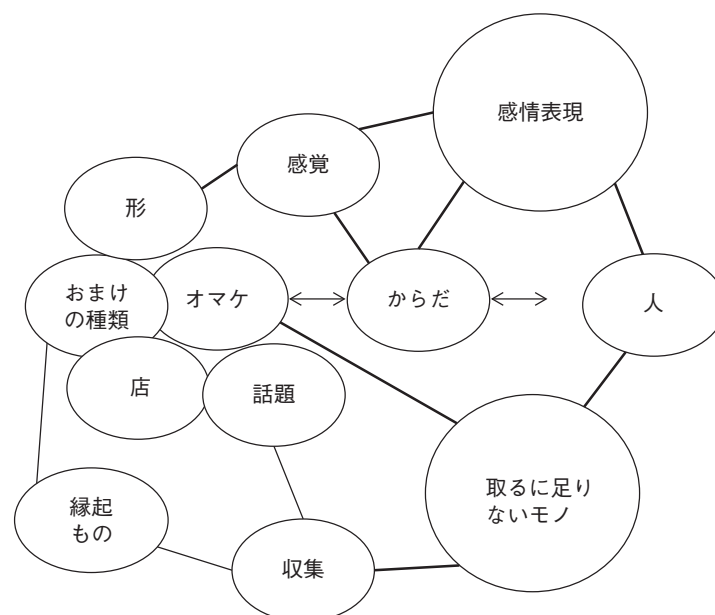 感情表現
感覚
形
おまけ
の種類
オマケ
からだ
人
店
話題
取るに足り
ないモノ
縁起
もの
収集